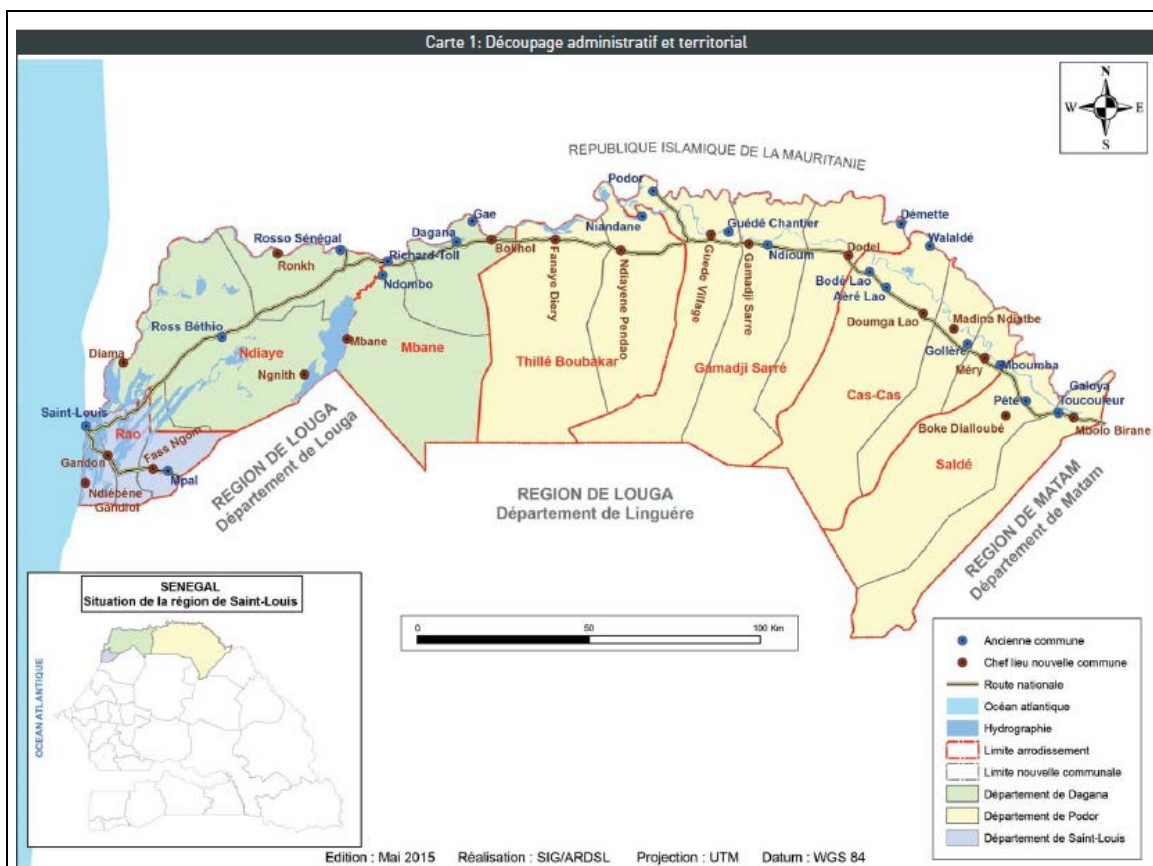 Carte 1: Découpage administratif et territorial
N
W
E
S
REPUBLIQUE ISLAMIQUE DE LA MAURITANIE
Podor
Niandane
Guédé Chantier
Démette
Walaldé
Gae
Dagana
Bokhol
Rosso Sénégal
Ronkh
Richard-Toll
Ndombo
Fanaye Diery
Ndiayene Pendao
Guede Village
Gamadji Sarre
Ndioum
Dodel
Bodé Lao
Aéré Lao
Doumga Lao
Madina Ndiatbe
Golléré
Mboumba
Méry
Ross Béthio
Ndiaye
Mbane
Mbane
Thillé Boubakar
Gamadji Sarré
Cas-Cas
Diama
Ngnith
Pété
Galoya
Toucouleur
Mbolo Birane
Boke Dialloubé
Saldé
Saint-Louis
Rao
Gandon
Fass Ngom
Mpal
Ndiébène
Gandiol
REGION DE LOUGA
Département de Louga
REGION DE LOUGA
Département de Linguére
REGION DE MATAM
Département de Matam
SENEGAL
Situation de la région de Saint-Louis
OCEAN ATLANTIQUE
0 50 100 Km
Ancienne commune
Chef lieu nouvelle commune
Route nationale
Océan atlantique
Hydrographie
Limite arrodissement
Limite nouvelle communale
Département de Dagana
Département de Podor
Département de Saint-Louis
Edition : Mai 2015 Réalisation : SIG/ARDSL Projection : UTM Datum : WGS 84